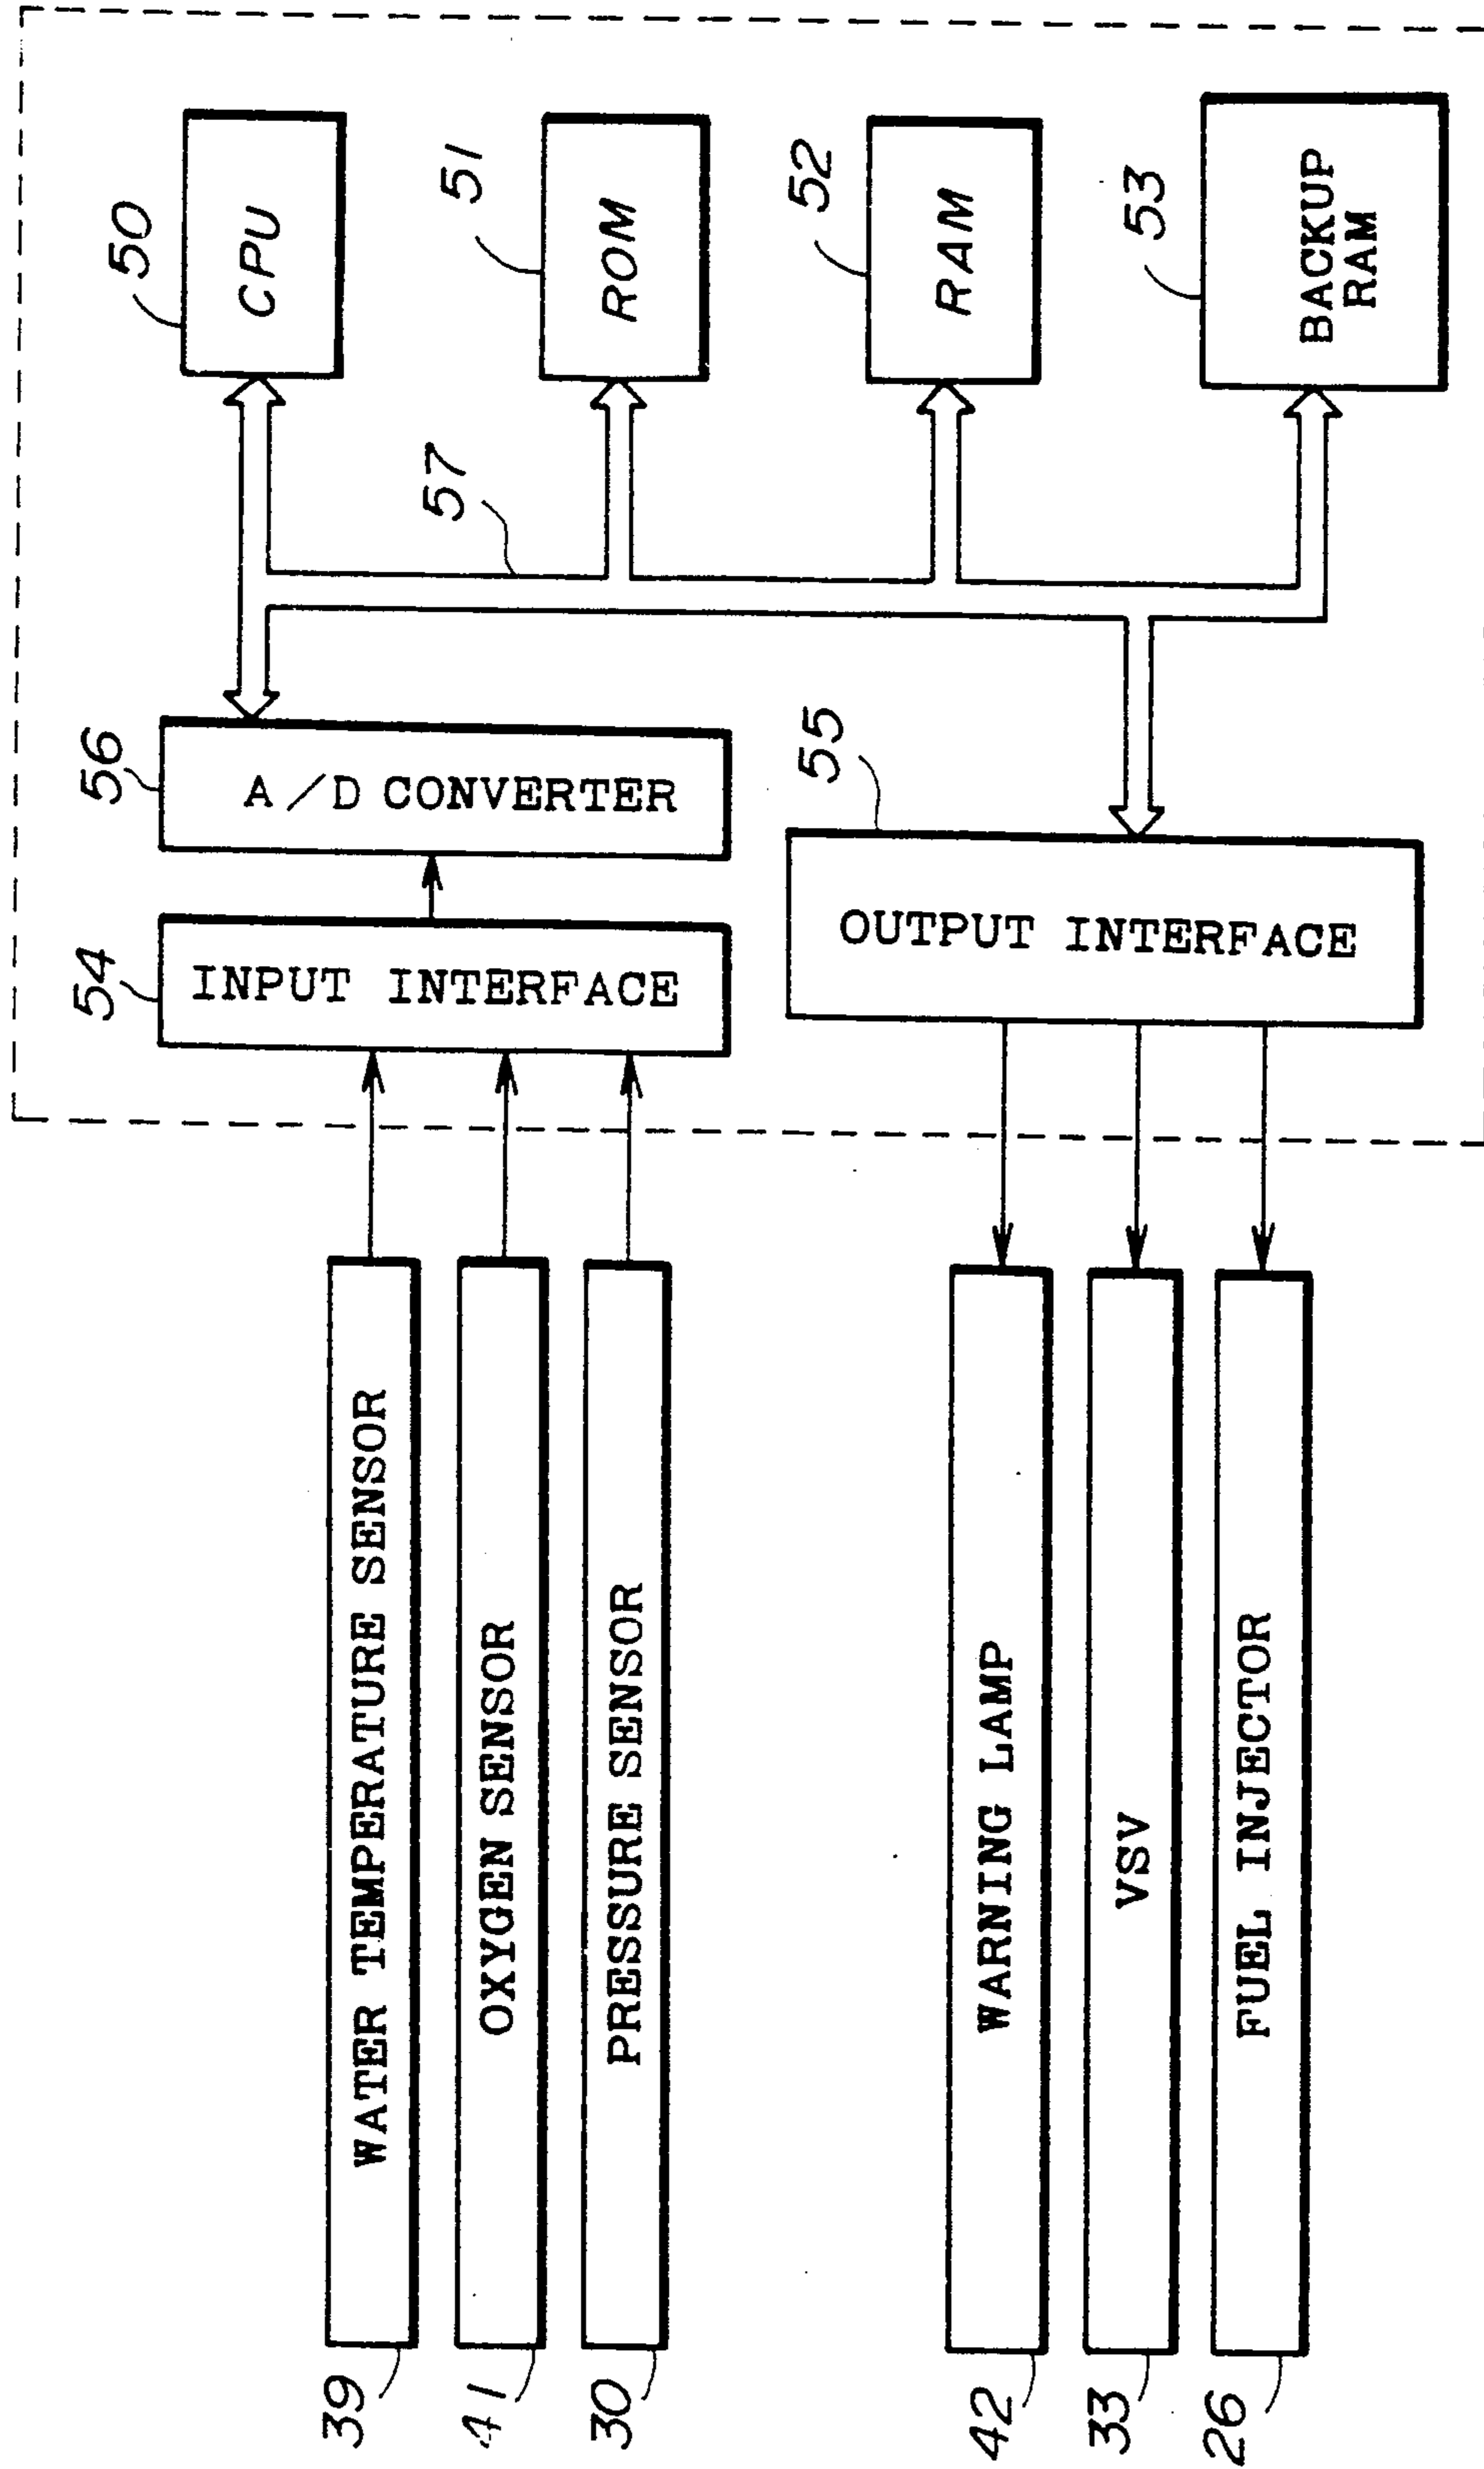 39
WATER TEMPERATURE SENSOR
41
OXYGEN SENSOR
30
PRESSURE SENSOR
54
INPUT INTERFACE
56
A/D CONVERTER
57
50
CPU
51
ROM
52
RAM
53
BACKUP
RAM
55
OUTPUT INTERFACE
42
WARNING LAMP
33
VSV
26
FUEL INJECTOR